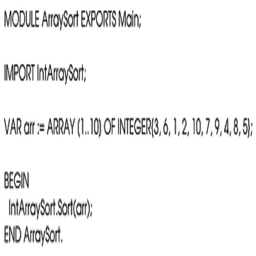 MODULE ArraySort EXPORTS Main;
IMPORT IntArraySort;
VAR arr := ARRAY (1..10) OF INTEGER{3, 6, 1, 2, 10, 7, 9, 4, 8, 5};
BEGIN
IntArraySort.Sort(arr);
END ArraySort.